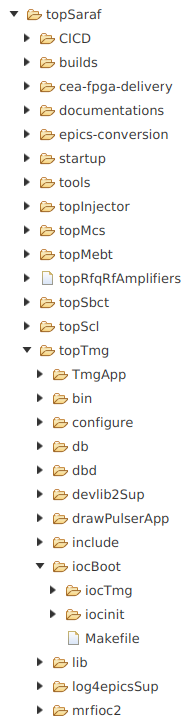 topSaraf
CICD
builds
cea-fpga-delivery
documentations
epics-conversion
startup
tools
topInjector
topMcs
topMebt
topRfqRfAmplifiers
topSbct
topScl
topTmg
TmgApp
bin
configure
db
dbd
devlib2Sup
drawPulserApp
include
iocBoot
iocTmg
iocinit
Makefile
lib
log4epicsSup
mrfioc2